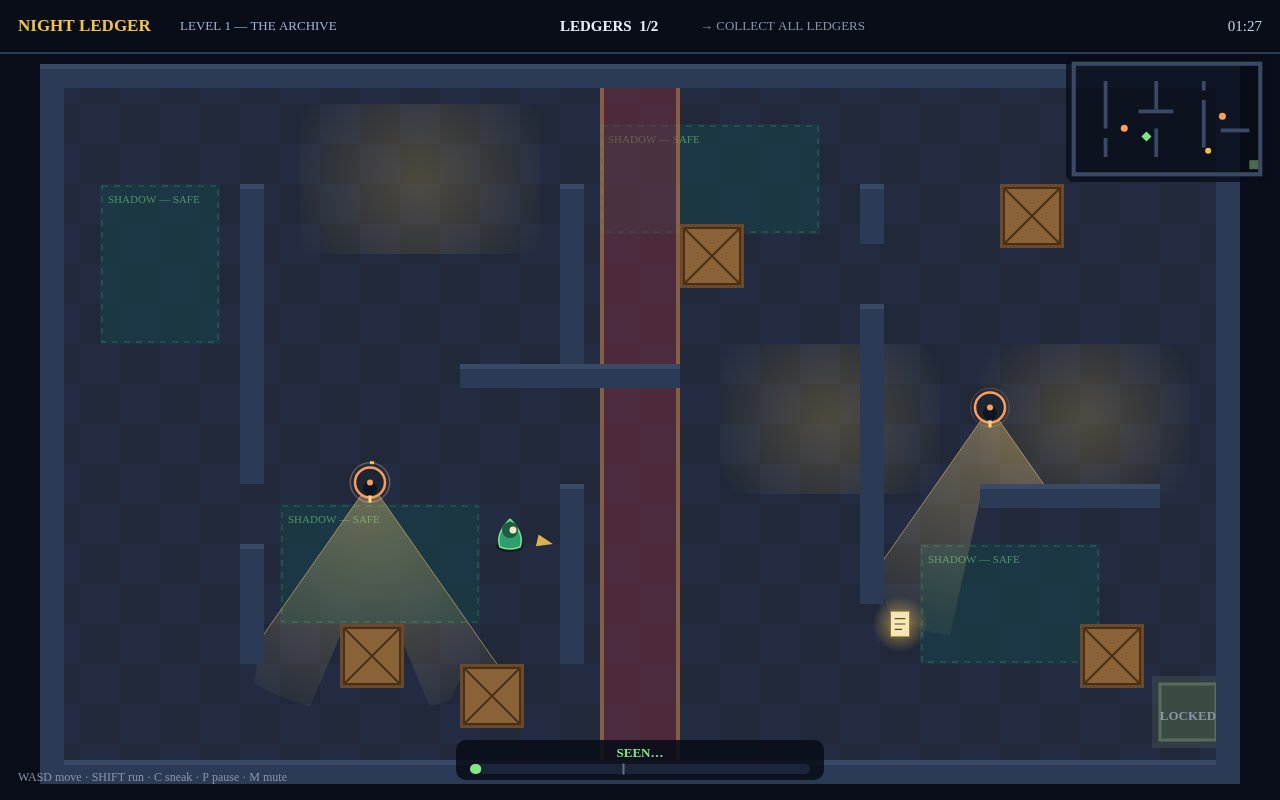 NIGHT LEDGER
LEVEL 1 — THE ARCHIVE
LEDGERS 1/2
→ COLLECT ALL LEDGERS
01:27
SHADOW — SAFE
SHADOW — SAFE
SHADOW — SAFE
SHADOW — SAFE
LOCKED
SEEN…
WASD move · SHIFT run · C sneak · P pause · M mute